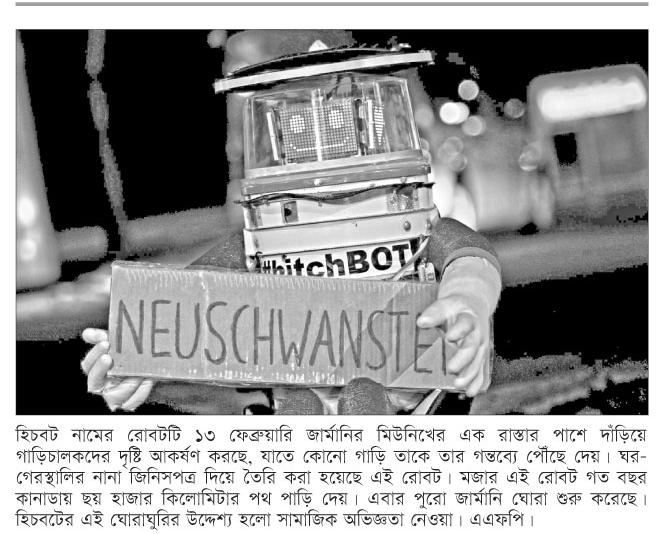 #hitchBOT
NEUSCHWANSTEI
হিচবট নামের রোবটটি ১৩ ফেব্রুয়ারি জার্মানির মিউনিখের এক রাস্তার পাশে দাঁড়িয়ে
গাড়িচালকদের দৃষ্টি আকর্ষণ করছে, যাতে কোনো গাড়ি তাকে তার গন্তব্যে পৌঁছে দেয়। ঘর-
গেরস্থালির নানা জিনিসপত্র দিয়ে তৈরি করা হয়েছে এই রোবট। মজার এই রোবট গত বছর
কানাডায় ছয় হাজার কিলোমিটার পথ পাড়ি দেয়। এবার পুরো জার্মানি ঘোরা শুরু করেছে।
হিচবটের এই ঘোরাঘুরির উদ্দেশ্য হলো সামাজিক অভিজ্ঞতা নেওয়া। এএফপি।